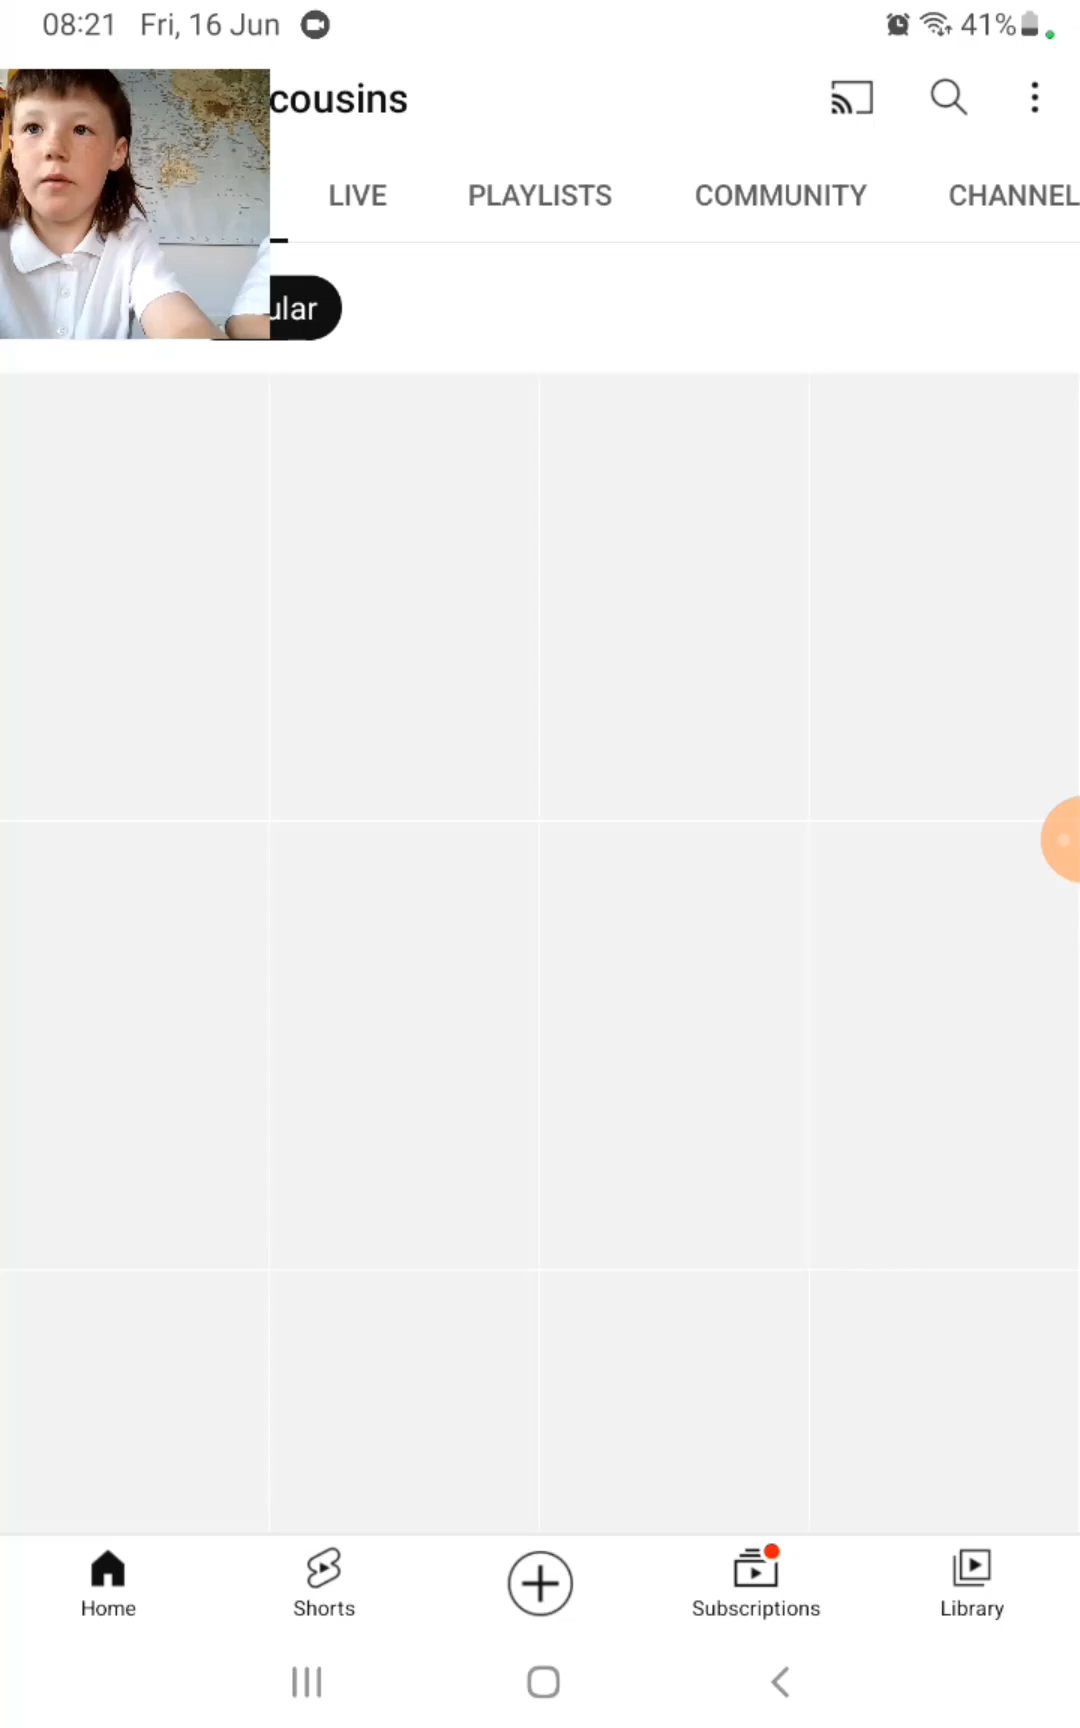 08:21 Fri, 16 Jun 41%
cousins
LIVE PLAYLISTS COMMUNITY CHANNEL
ular
Home Shorts Subscriptions Library